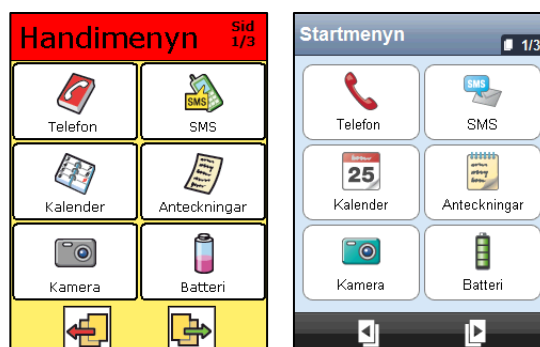 Handimenyn
Sid
1/3
Telefon
SMS
SMS
Kalender
Anteckningar
Kamera
Batteri
Startmenyn
1/3
SMS
Telefon
SMS
25
Kalender
Anteckningar
Kamera
Batteri